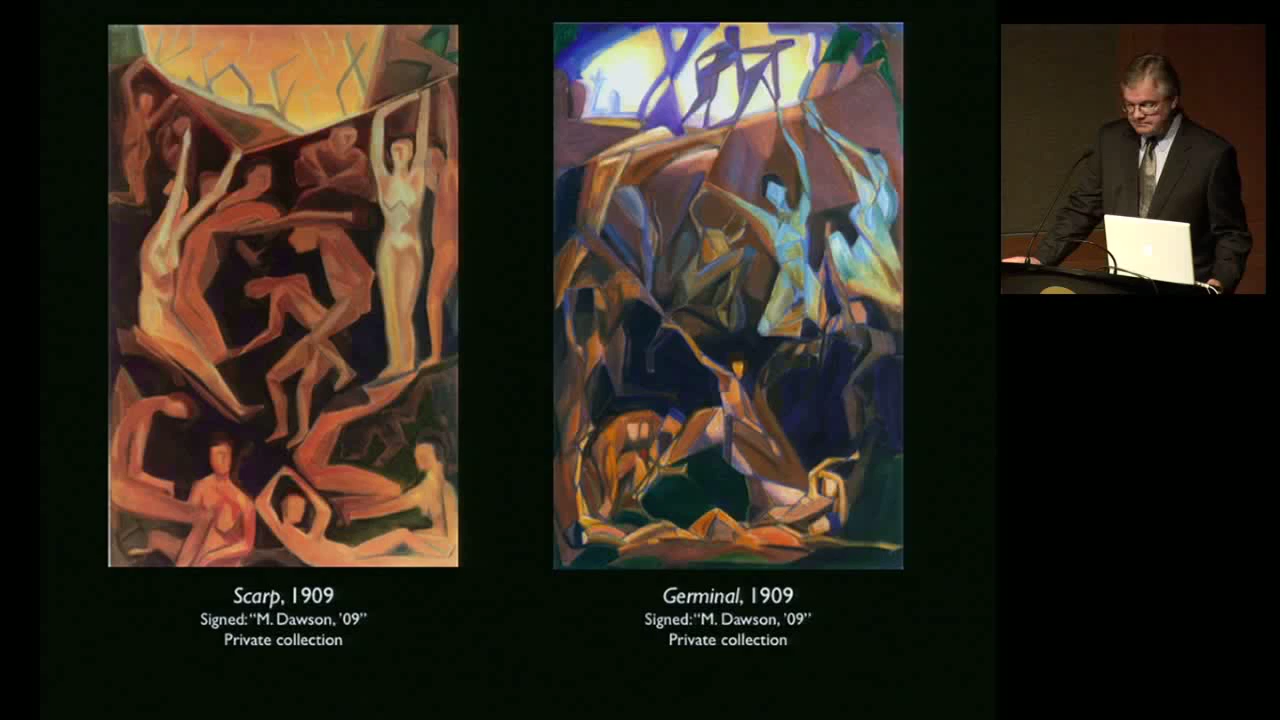 Scarp, 1909
Signed: "M. Dawson, '09"
Private collection
Germinal, 1909
Signed: "M. Dawson, '09"
Private collection